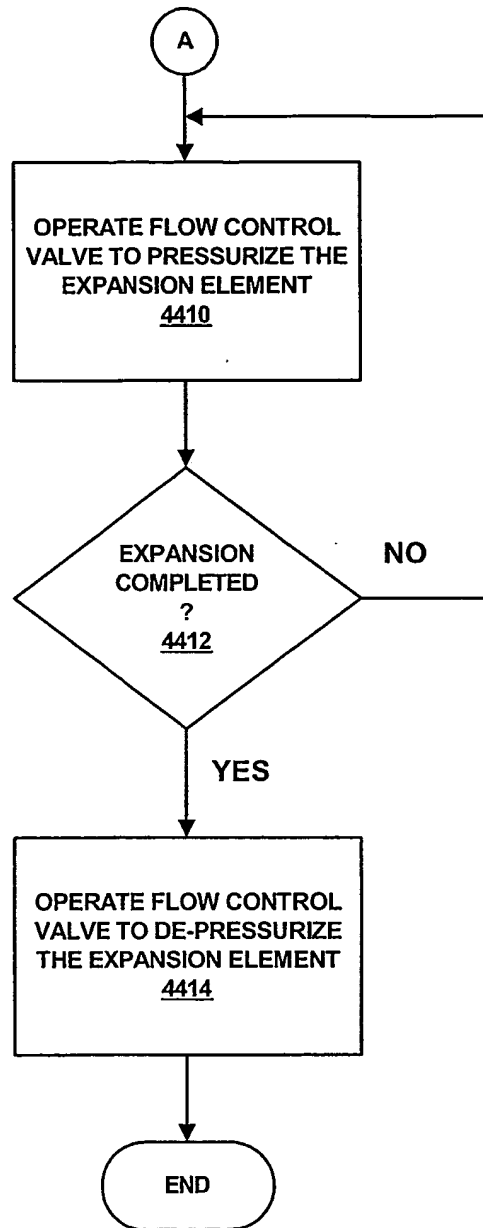 A
OPERATE FLOW CONTROL
VALVE TO PRESSURIZE THE
EXPANSION ELEMENT
4410
EXPANSION
COMPLETED
?
4412
NO
YES
OPERATE FLOW CONTROL
VALVE TO DE-PRESSURIZE
THE EXPANSION ELEMENT
4414
END